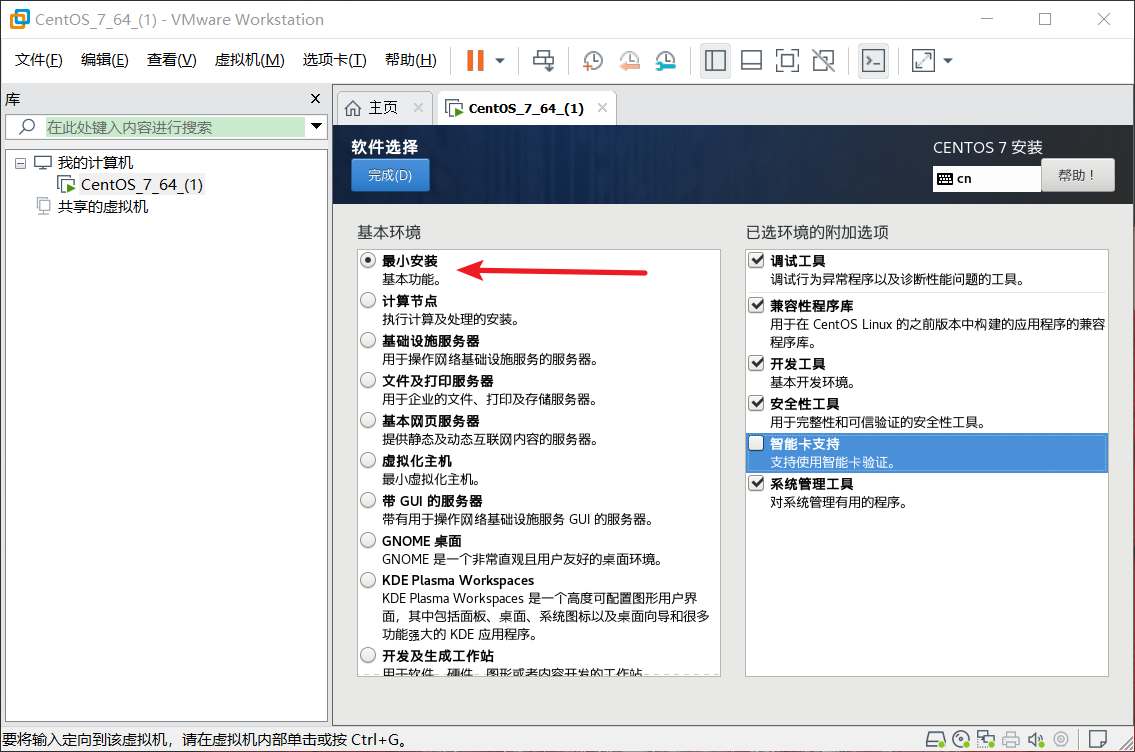 CentOS_7_64_(1) - VMware Workstation
文件(F) 编辑(E) 查看(V) 虚拟机(M) 选项卡(T) 帮助(H)
库
在此处键入内容进行搜索
我的计算机
CentOS_7_64_(1)
共享的虚拟机
主页 CentOS_7_64_(1)
软件选择
完成(D)
CENTOS 7 安装
cn
帮助！
基本环境
最小安装
基本功能。
计算节点
执行计算及处理的安装。
基础设施服务器
用于操作网络基础设施服务的服务器。
文件及打印服务器
用于企业的文件、打印及存储服务器。
基本网页服务器
提供静态及动态互联网内容的服务器。
虚拟化主机
最小虚拟化主机。
带 GUI 的服务器
带有用于操作网络基础设施服务 GUI 的服务器。
GNOME 桌面
GNOME 是一个非常直观且用户友好的桌面环境。
KDE Plasma Workspaces
KDE Plasma Workspaces 是一个高度可配置图形用户界
面，其中包括面板、桌面、系统图标以及桌面向导和很多
功能强大的 KDE 应用程序。
开发及生成工作站
用于软件、硬件、图形或者内容开发的工作站
已选环境的附加选项
调试工具
调试行为异常程序以及诊断性能问题的工具。
兼容性程序库
用于在 CentOS Linux 的之前版本中构建的应用程序的兼容
程序库。
开发工具
基本开发环境。
安全性工具
用于完整性和可信验证的安全性工具。
智能卡支持
支持使用智能卡验证。
系统管理工具
对系统管理有用的程序。
要将输入定向到该虚拟机，请在虚拟机内部单击或按 Ctrl+G。